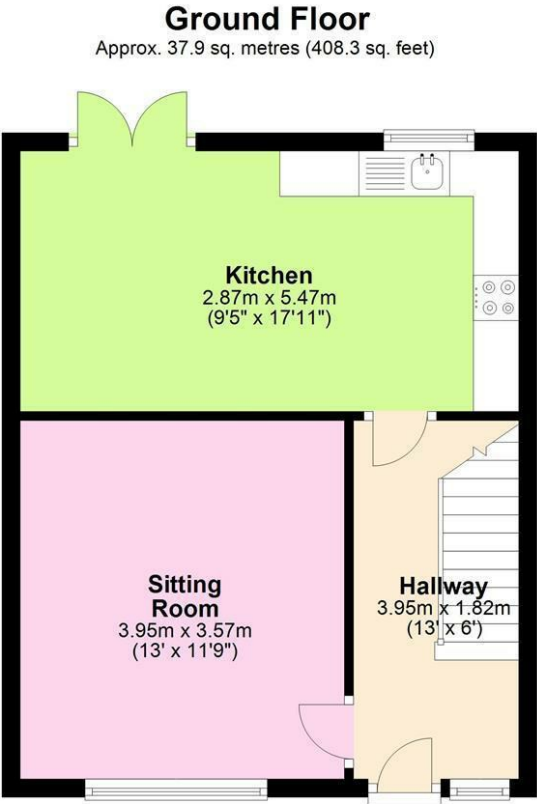 Ground Floor
Approx. 37.9 sq. metres (408.3 sq. feet)
Kitchen
2.87m x 5.47m
(9'5" x 17'11")
Sitting
Room
3.95m x 3.57m
(13' x 11'9")
Hallway
3.95m x 1.82m
(13' x 6')